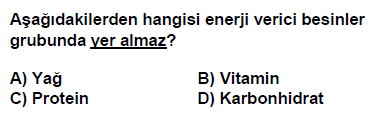 Aşağıdakilerden hangisi enerji verici besinler
grubunda yer almaz?
A) Yağ B) Vitamin
C) Protein D) Karbonhidrat